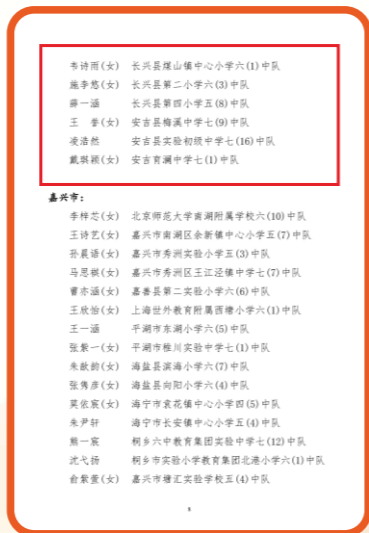 韦诗雨(女) 长兴县煤山镇中心小学六(1)中队
施李悠(女) 长兴县第二小学六(3)中队
薛一涵 长兴县第四小学五(8)中队
王 誉(女) 安吉县梅溪中学七(9)中队
凌浩然 安吉县实验初级中学七(16)中队
戴琪颖(女) 安吉育澜中学七(1)中队
嘉兴市：
李梓芯(女) 北京师范大学南湖附属学校六(10)中队
王诗艺(女) 嘉兴市南湖区余新镇中心小学五(7)中队
孙晨语(女) 嘉兴市秀洲实验小学五(3)中队
马思祺(女) 嘉兴市秀洲区王江泾镇中学七(7)中队
曹亦涵(女) 嘉善县第二实验小学六(6)中队
王欣怡(女) 上海世外教育附属西塘小学六(1)中队
王一涵 平湖市东湖小学六(5)中队
张紫一(女) 平湖市稚川实验中学七(1)中队
朱歆韵(女) 海盐县滨海小学六(7)中队
张隽彦(女) 海盐县向阳小学六(4)中队
莫依宸(女) 海宁市袁花镇中心小学四(5)中队
朱尹轩 海宁市长安镇中心小学五(4)中队
熊一宸 桐乡六中教育集团实验中学七(12)中队
沈弋扬 桐乡市实验小学教育集团北港小学六(1)中队
俞紫萱(女) 嘉兴市塘汇实验学校五(4)中队